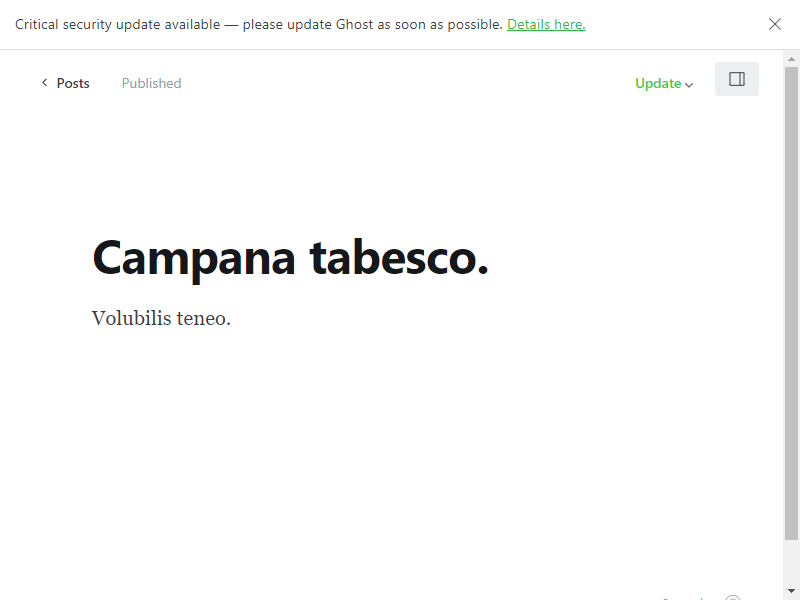 Critical security update available — please update Ghost as soon as possible. Details here.
Posts
Published
Update
Campana tabesco.
Volubilis teneo.